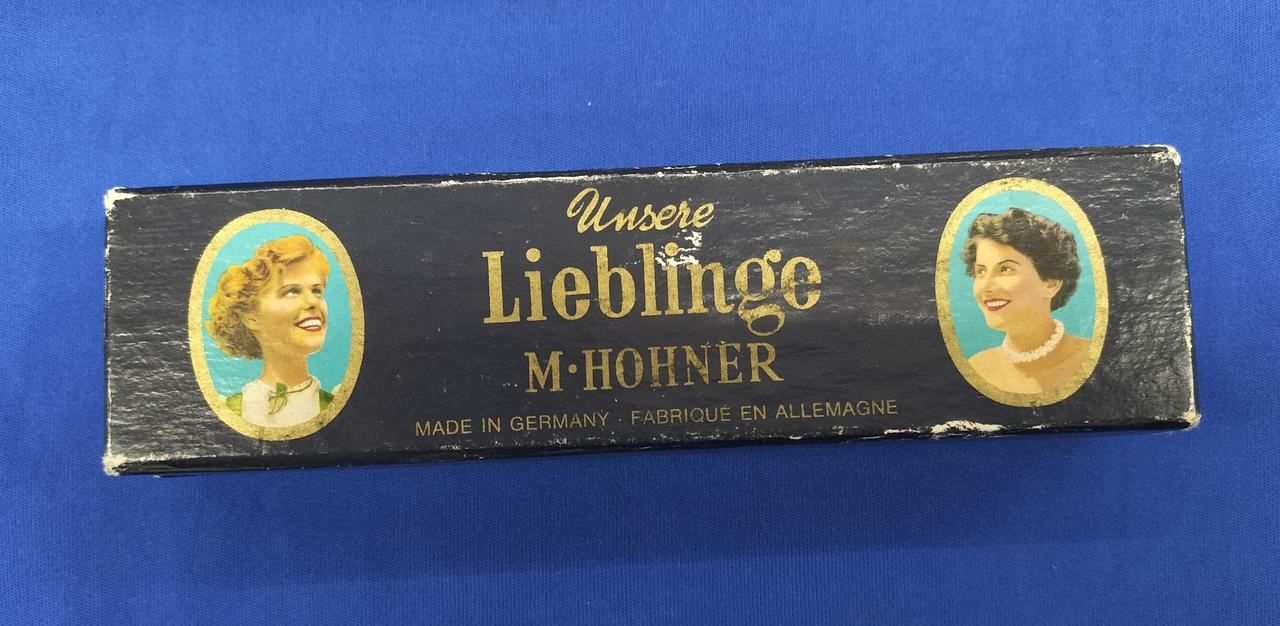 Unsere
Lieblinge
M·HOHNER
MADE IN GERMANY · FABRIQUÉ EN ALLEMAGNE